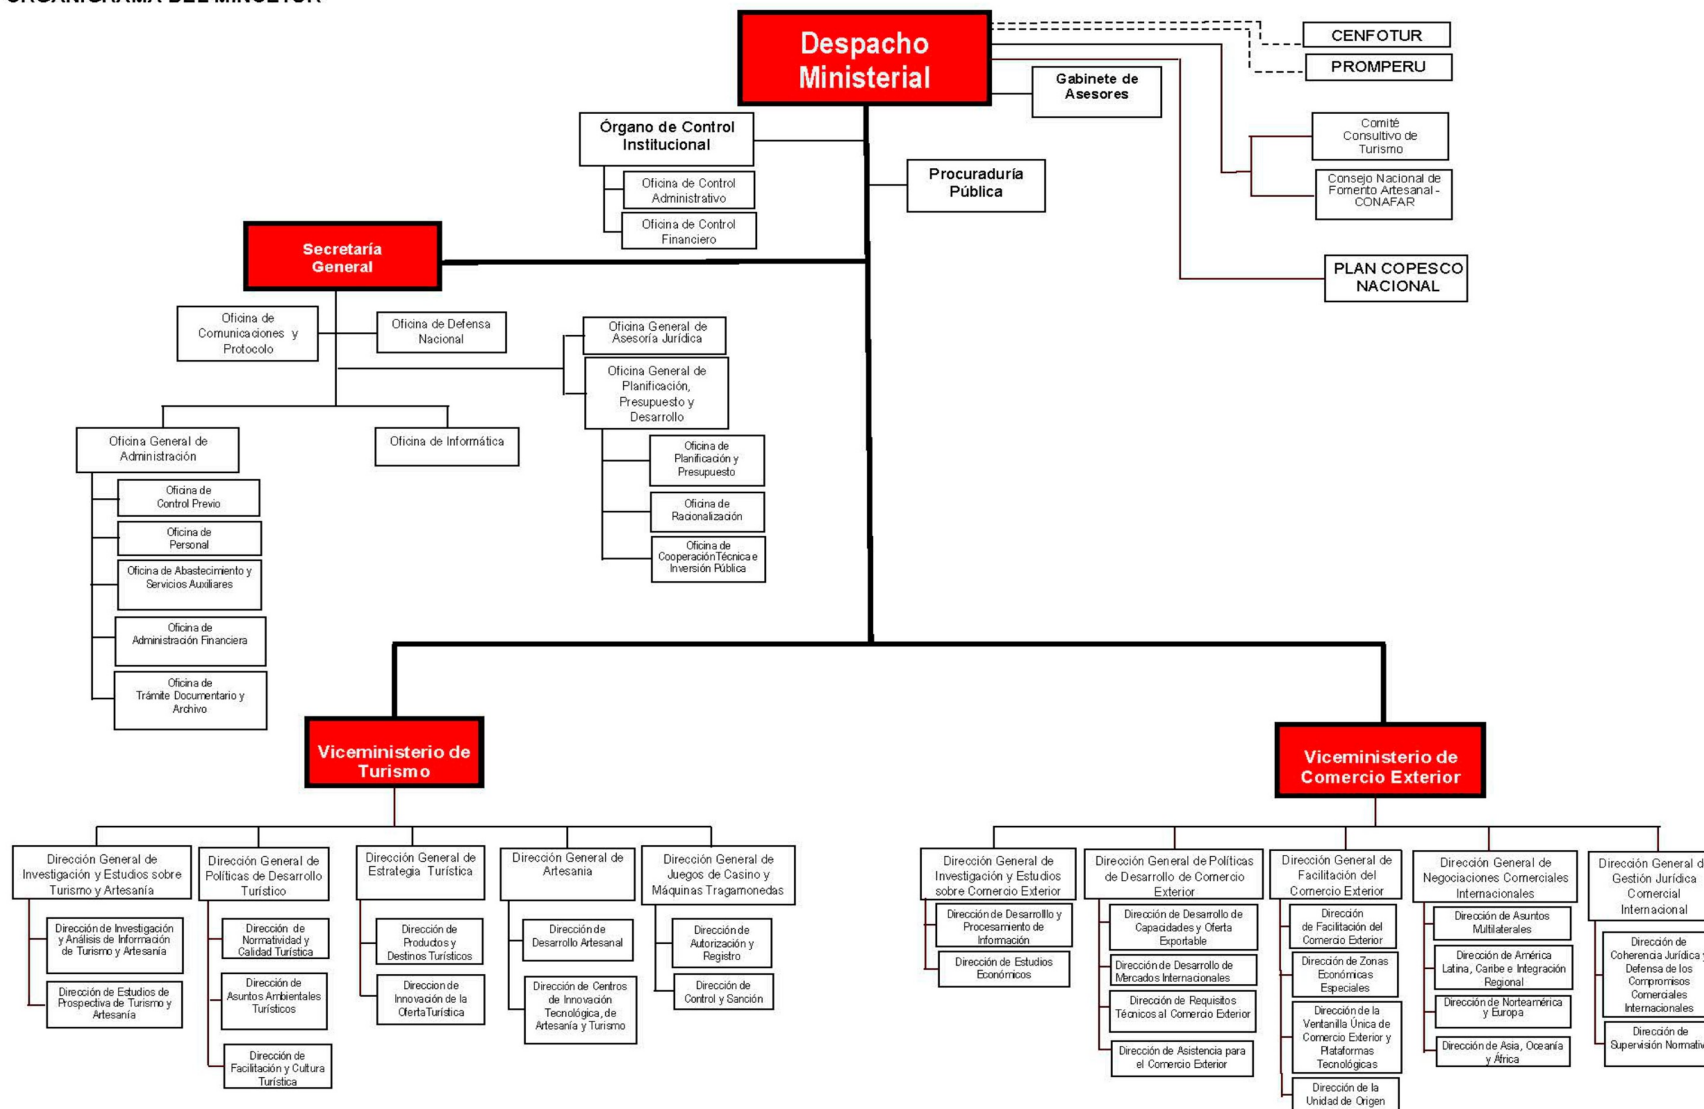 ORGANIGRAMA DEL MINCETUR
Despacho
Ministerial
CENFOTUR
PROMPERU
Gabinete de
Asesores
Órgano de Control
Institucional
Comité
Consultivo de
Turismo
Procuraduría
Pública
Consejo Nacional de
Fomento Artesanal -
CONAFAR
Oficina de Control
Administrativo
Oficina de Control
Financiero
Secretaría
General
PLAN COPESCO
NACIONAL
Oficina de
Comunicaciones y
Protocolo
Oficina de Defensa
Nacional
Oficina General de
Asesoría Jurídica
Oficina General de
Planificación,
Presupuesto y
Desarrollo
Oficina General de
Administración
Oficina de Informática
Oficina de
Planificación y
Presupuesto
Oficina de
Racionalización
Oficina de
Cooperación Técnica e
Inversión Pública
Oficina de
Control Previo
Oficina de
Personal
Oficina de Abastecimiento y
Servicios Auxiliares
Oficina de
Administración Financiera
Oficina de
Trámite Documentario y
Archivo
Viceministerio de
Turismo
Viceministerio de
Comercio Exterior
Dirección General de
Investigación y Estudios sobre
Turismo y Artesanía
Dirección General de
Políticas de Desarrollo
Turístico
Dirección General de
Estrategia Turística
Dirección General de
Artesania
Dirección General de
Juegos de Casino y
Máquinas Tragamonedas
Dirección General de
Investigación y Estudios
sobre Comercio Exterior
Dirección General de Políticas
de Desarrollo de Comercio
Exterior
Dirección General de
Facilitación del
Comercio Exterior
Dirección General de
Negociaciones Comerciales
Internacionales
Dirección General d
Gestión Jurídica
Comercial
Internacional
Dirección de Investigación
y Análisis de Información
de Turismo y Artesanía
Dirección de Estudios de
Prospectiva de Turismo y
Artesanía
Dirección de
Normatividad y
Calidad Turística
Dirección de
Asuntos Ambientales
Turísticos
Dirección de
Facilitación y Cultura
Turística
Dirección de
Productos y
Destinos Turísticos
Direccion de
Innovación de la
Oferta Turística
Dirección de
Desarrollo Artesanal
Dirección de Centros
de Innovación
Tecnológica, de
Artesanía y Turismo
Dirección de
Autorización y
Registro
Dirección de
Control y Sanción
Dirección de Desarrolllo y
Procesamiento de
Información
Dirección de Estudios
Económicos
Dirección de Desarrollo de
Capacidades y Oferta
Exportable
Dirección de Desarrollo de
Mercados Internacionales
Dirección de Requisitos
Técnicos al Comercio Exterior
Dirección de Asistencia para
el Comercio Exterior
Dirección
de Facilitación del
Comercio Exterior
Dirección de Zonas
Económicas
Especiales
Dirección de la
Ventanilla Única de
Comercio Exterior y
Plataformas
Tecnológicas
Dirección de la
Unidad de Origen
Dirección de Asuntos
Multilaterales
Dirección de América
Latina, Caribe e Integración
Regional
Dirección de Norteamérica
y Europa
Dirección de Asia, Oceanía
y África
Dirección de
Coherencia Jurídica y
Defensa de los
Compromisos
Comerciales
Internacionales
Dirección de
Supervisión Normativ